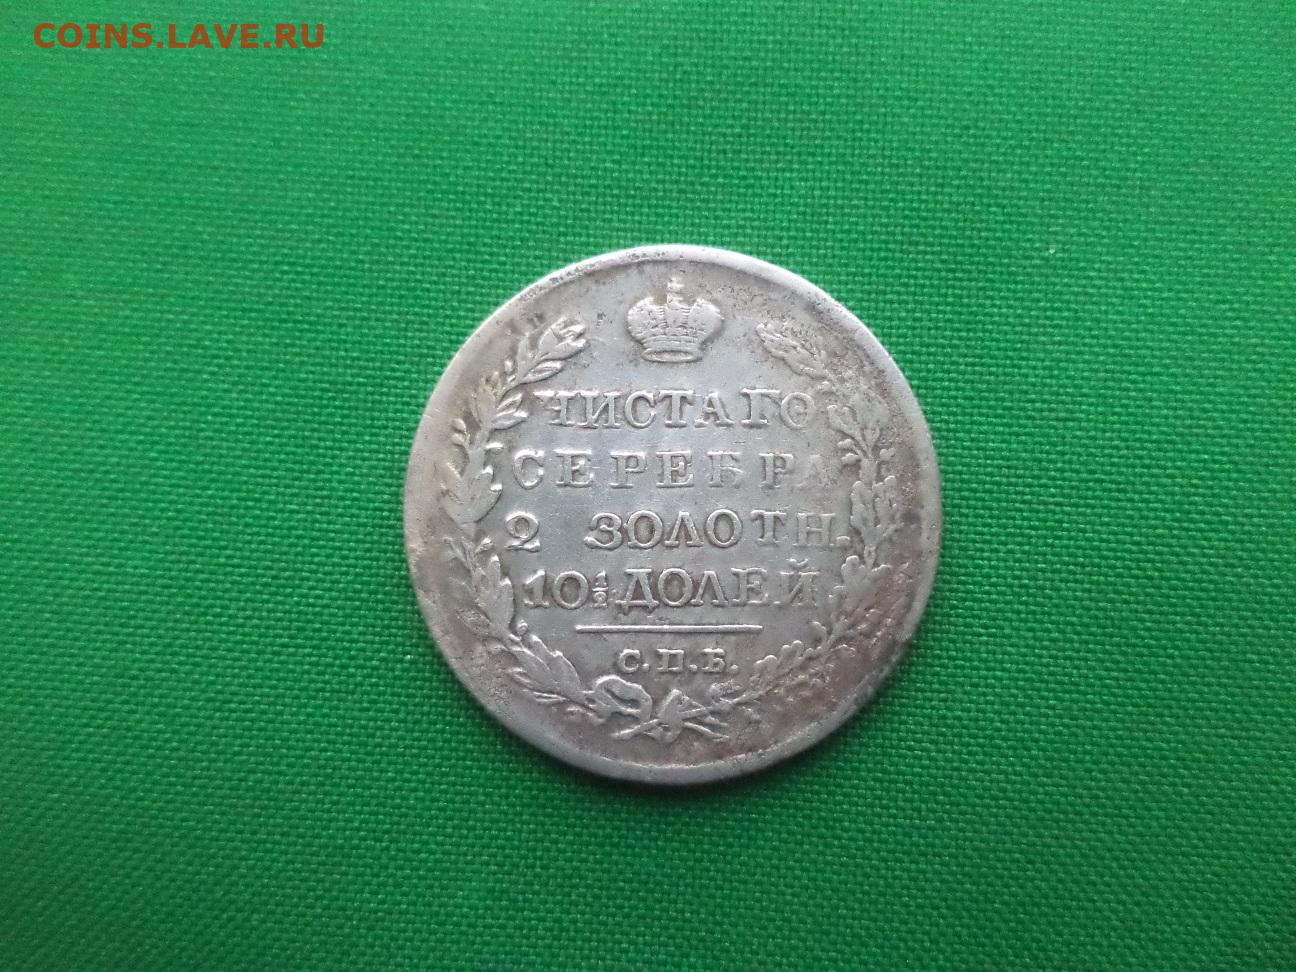 COINS.LAVE.RU
ЧИСТАГО
СЕРЕБРА
2 ЗОЛОТН.
10½ ДОЛЕЙ
С.П.Б.